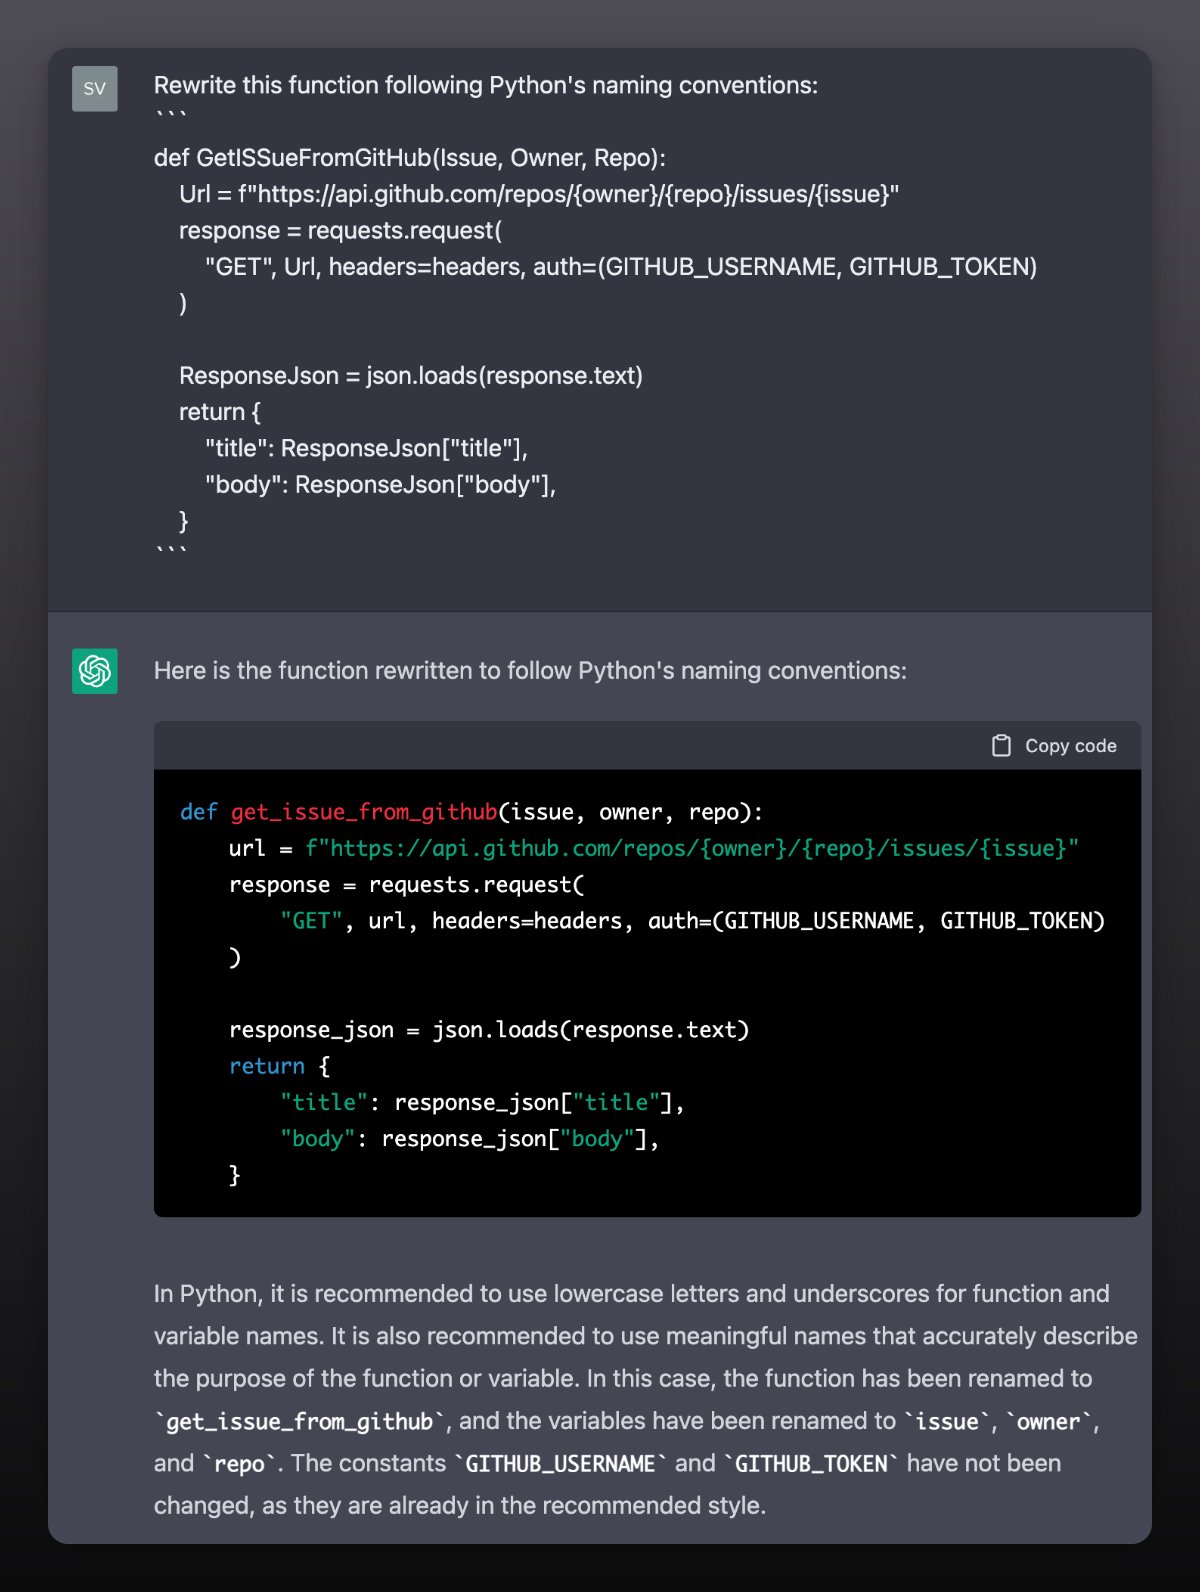 SV
Rewrite this function following Python's naming conventions:
```
def GetISSueFromGitHub(Issue, Owner, Repo):
    Url = f"https://api.github.com/repos/{owner}/{repo}/issues/{issue}"
    response = requests.request(
        "GET", Url, headers=headers, auth=(GITHUB_USERNAME, GITHUB_TOKEN)
    )

    ResponseJson = json.loads(response.text)
    return {
        "title": ResponseJson["title"],
        "body": ResponseJson["body"],
    }
```
Here is the function rewritten to follow Python's naming conventions:
Copy code
def get_issue_from_github(issue, owner, repo):
    url = f"https://api.github.com/repos/{owner}/{repo}/issues/{issue}"
    response = requests.request(
        "GET", url, headers=headers, auth=(GITHUB_USERNAME, GITHUB_TOKEN)
    )

    response_json = json.loads(response.text)
    return {
        "title": response_json["title"],
        "body": response_json["body"],
    }
In Python, it is recommended to use lowercase letters and underscores for function and
variable names. It is also recommended to use meaningful names that accurately describe
the purpose of the function or variable. In this case, the function has been renamed to
`get_issue_from_github`, and the variables have been renamed to `issue`, `owner`,
and `repo`. The constants `GITHUB_USERNAME` and `GITHUB_TOKEN` have not been
changed, as they are already in the recommended style.